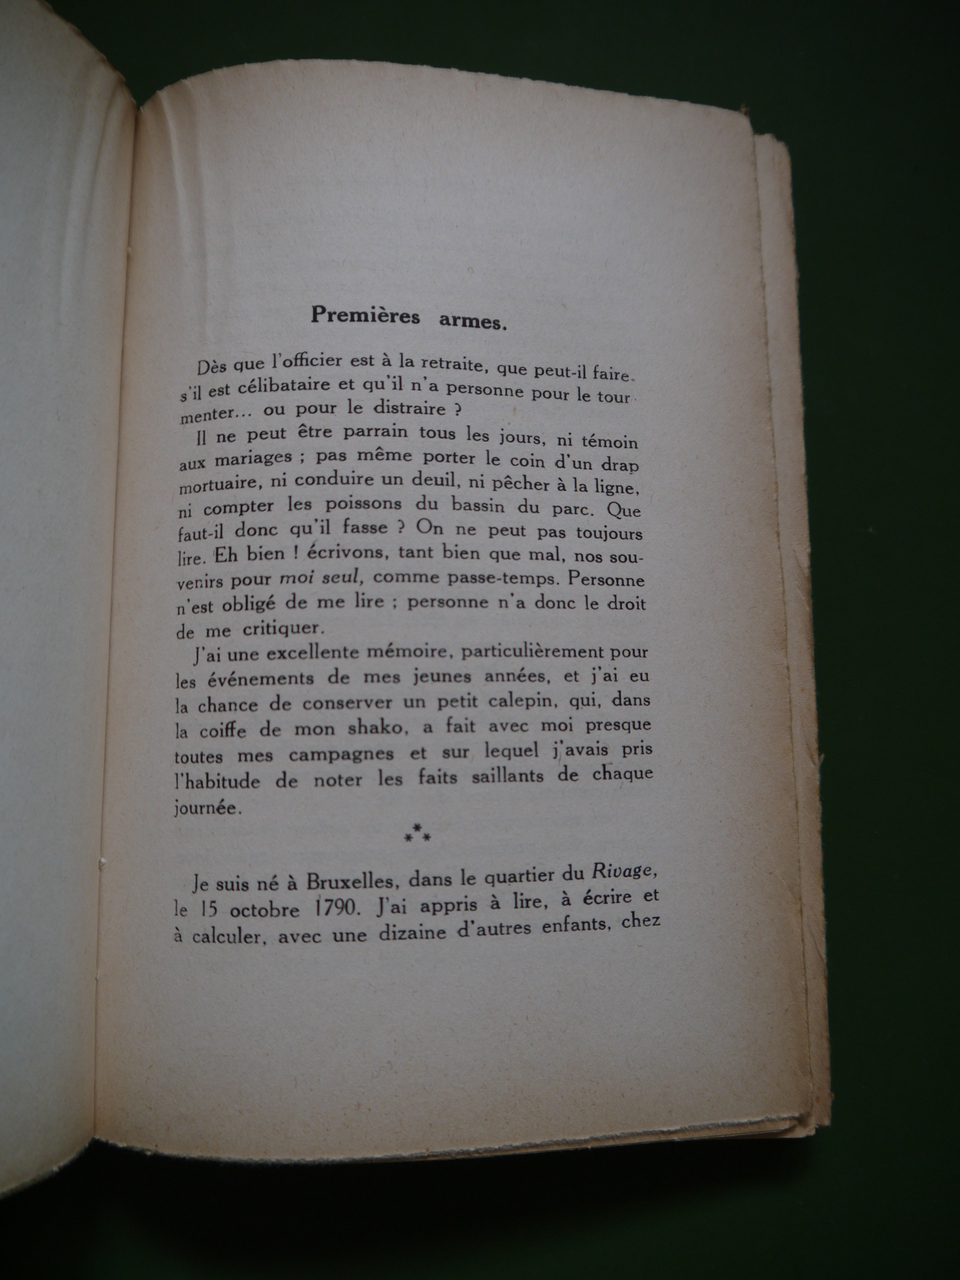 Premières armes.
Dès que l'officier est à la retraite, que peut-il faire,
s'il est célibataire et qu'il n'a personne pour le tour
menter... ou pour le distraire ?
Il ne peut être parrain tous les jours, ni témoin
aux mariages ; pas même porter le coin d'un drap
mortuaire, ni conduire un deuil, ni pêcher à la ligne,
ni compter les poissons du bassin du parc. Que
faut-il donc qu'il fasse ? On ne peut pas toujours
lire. Eh bien ! écrivons, tant bien que mal, nos sou-
venirs pour moi seul, comme passe-temps. Personne
n'est obligé de me lire ; personne n'a donc le droit
de me critiquer.
J'ai une excellente mémoire, particulièrement pour
les événements de mes jeunes années, et j'ai eu
la chance de conserver un petit calepin, qui, dans
la coiffe de mon shako, a fait avec moi presque
toutes mes campagnes et sur lequel j'avais pris
l'habitude de noter les faits saillants de chaque
journée.
***
Je suis né à Bruxelles, dans le quartier du Rivage,
le 15 octobre 1790. J'ai appris à lire, à écrire et
à calculer, avec une dizaine d'autres enfants, chez